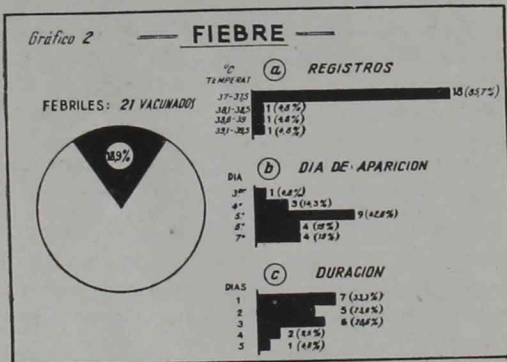 Gráfico 2
FIEBRE
FEBRILES: 21 VACUNADOS
18,9%
°C
TEMPERAT
a REGISTROS
37-37,5 18 (85,7%)
38,1-38,5 1 (4,8%)
38,6-39 1 (4,8%)
39,1-39,5 1 (4,8%)
b DIA DE APARICION
DIA
3er 1 (4,8%)
4° 3 (14,3%)
5° 9 (42,8%)
6° 4 (19%)
7° 4 (19%)
c DURACION
DIAS
1 7 (33,3%)
2 5 (23,8%)
3 6 (28,6%)
4 2 (9,5%)
5 1 (4,8%)